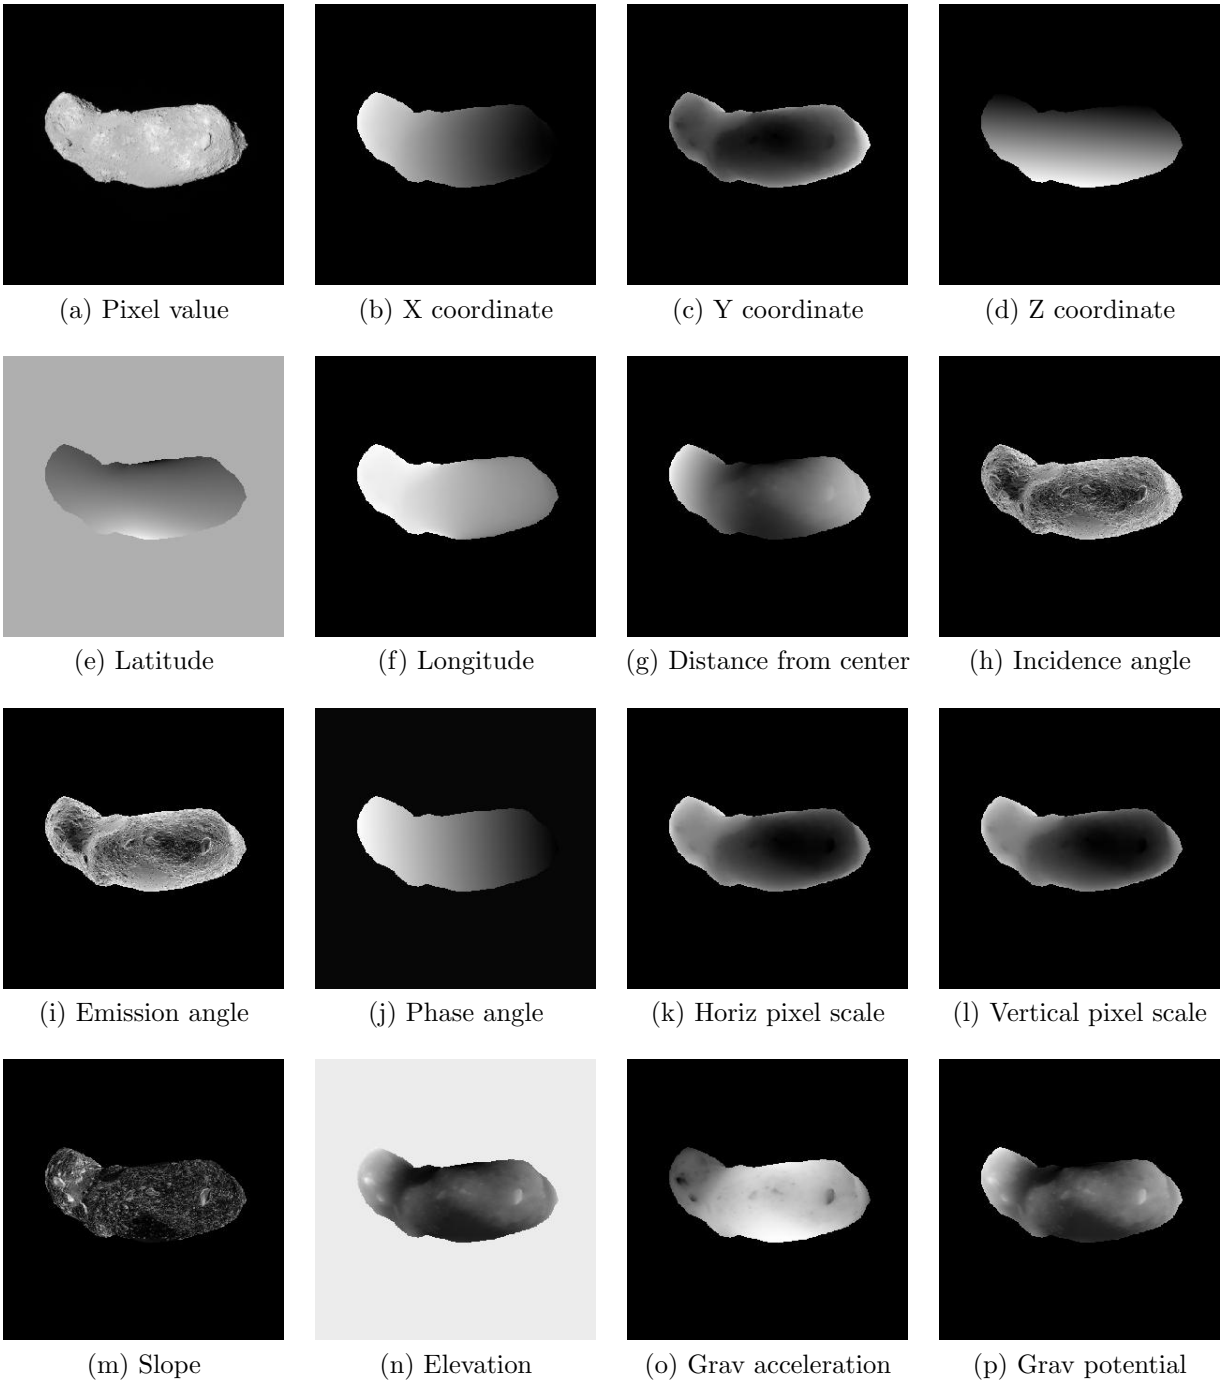 (a) Pixel value
(b) X coordinate
(c) Y coordinate
(d) Z coordinate
(e) Latitude
(f) Longitude
(g) Distance from center
(h) Incidence angle
(i) Emission angle
(j) Phase angle
(k) Horiz pixel scale
(l) Vertical pixel scale
(m) Slope
(n) Elevation
(o) Grav acceleration
(p) Grav potential